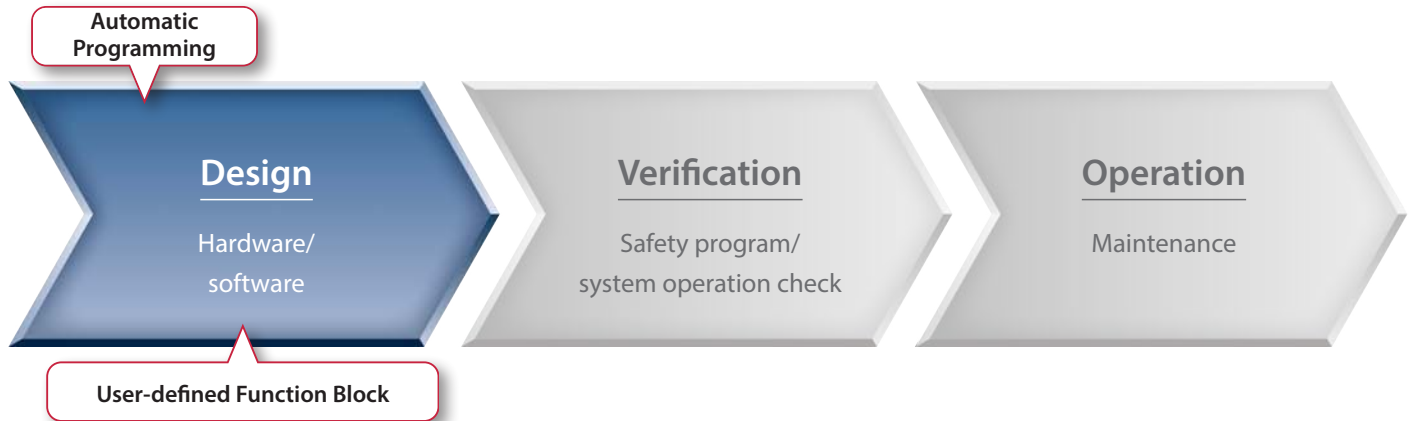 Automatic
Programming
Design
Hardware/
software
Verification
Safety program/
system operation check
Operation
Maintenance
User-defined Function Block